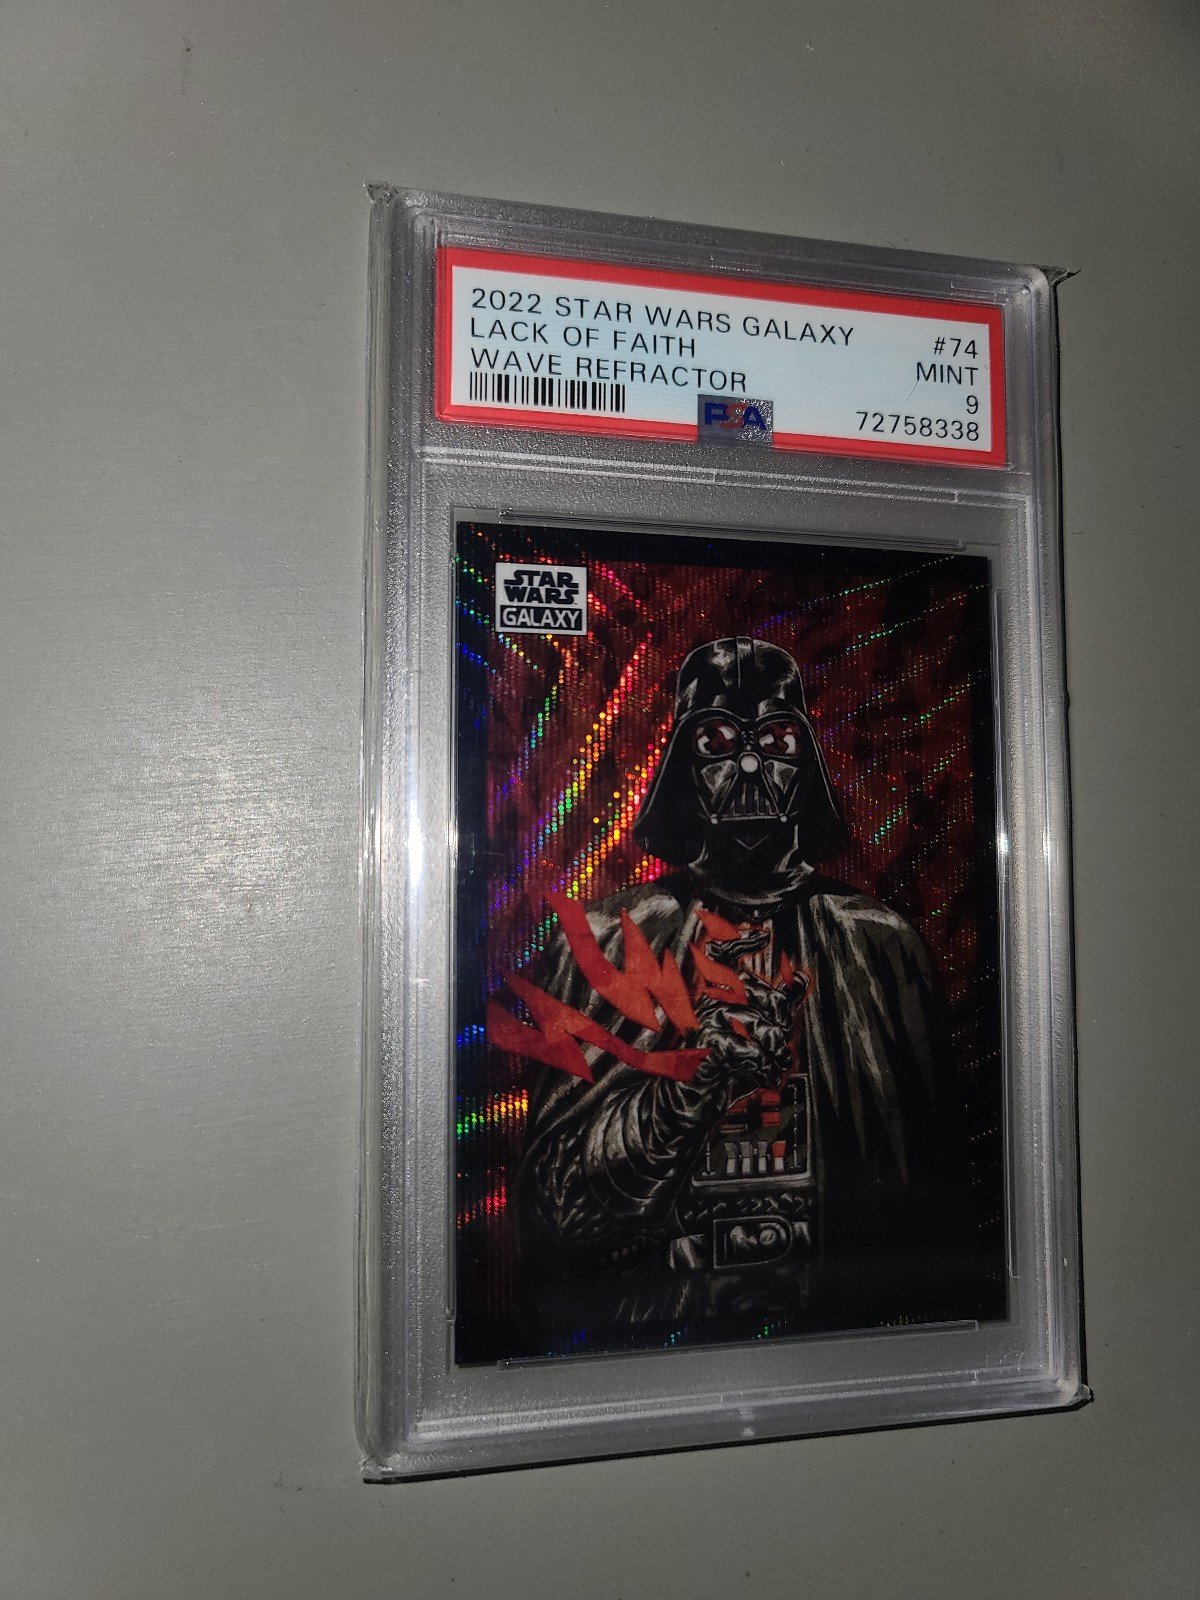 2022 STAR WARS GALAXY #74
LACK OF FAITH MINT
WAVE REFRACTOR 9
PSA 72758338
STAR
WARS
GALAXY